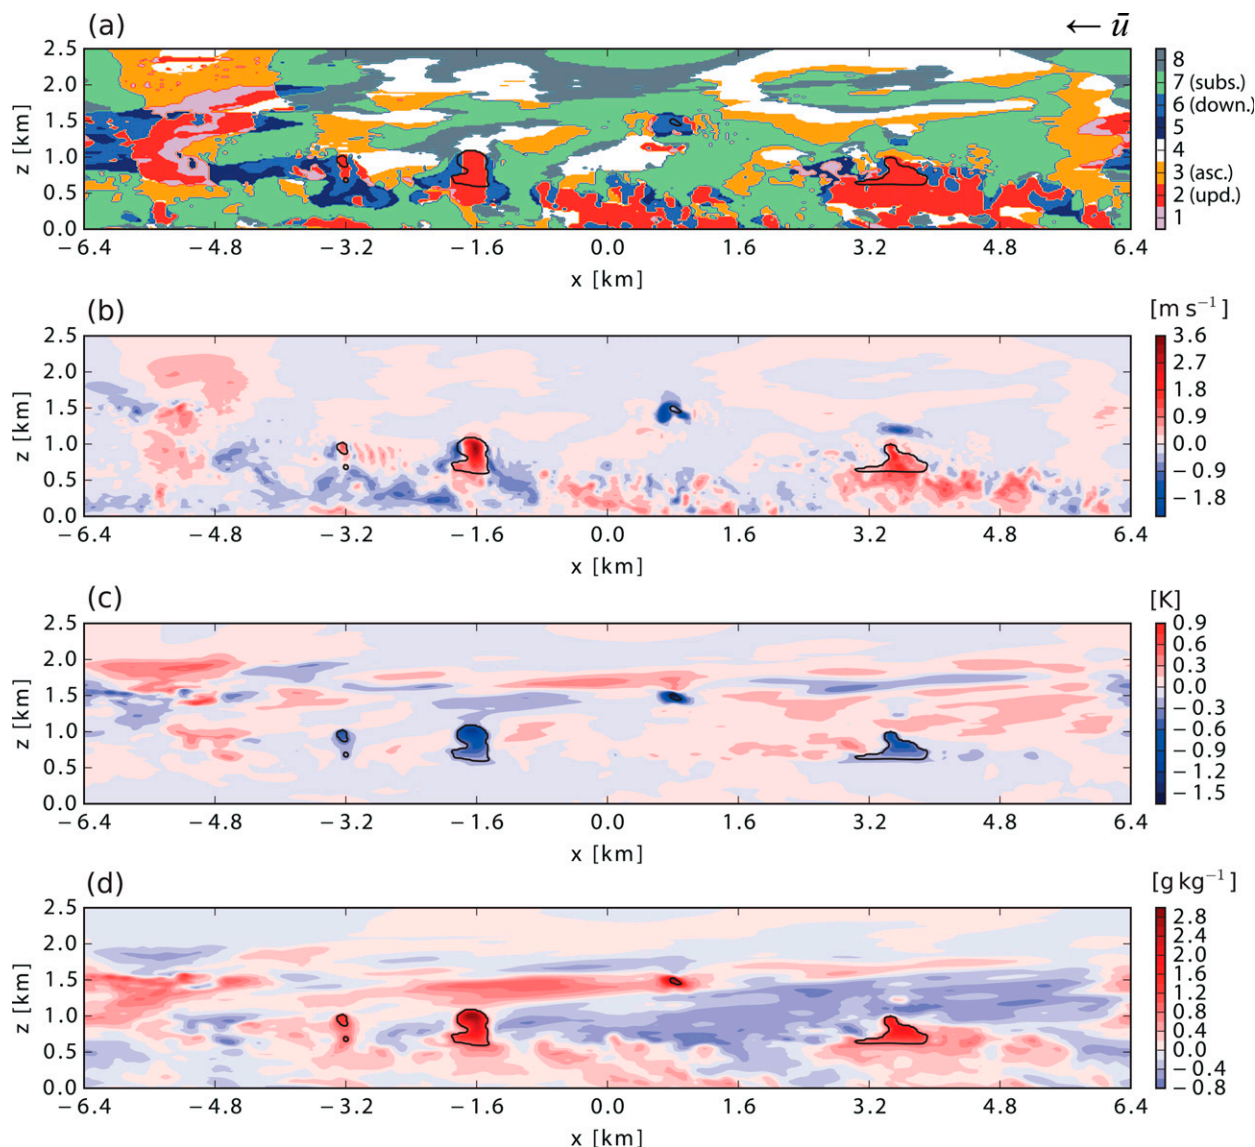 (a)
← ū
z [km]
2.5
2.0
1.5
1.0
0.5
0.0
−6.4 −4.8 −3.2 −1.6 0.0 1.6 3.2 4.8 6.4
x [km]
8
7 (subs.)
6 (down.)
5
4
3 (asc.)
2 (upd.)
1
(b)
[m s⁻¹]
z [km]
2.5
2.0
1.5
1.0
0.5
0.0
−6.4 −4.8 −3.2 −1.6 0.0 1.6 3.2 4.8 6.4
x [km]
3.6
2.7
1.8
0.9
0.0
−0.9
−1.8
(c)
[K]
z [km]
2.5
2.0
1.5
1.0
0.5
0.0
−6.4 −4.8 −3.2 −1.6 0.0 1.6 3.2 4.8 6.4
x [km]
0.9
0.6
0.3
0.0
−0.3
−0.6
−0.9
−1.2
−1.5
(d)
[g kg⁻¹]
z [km]
2.5
2.0
1.5
1.0
0.5
0.0
−6.4 −4.8 −3.2 −1.6 0.0 1.6 3.2 4.8 6.4
x [km]
2.8
2.4
2.0
1.6
1.2
0.8
0.4
0.0
−0.4
−0.8